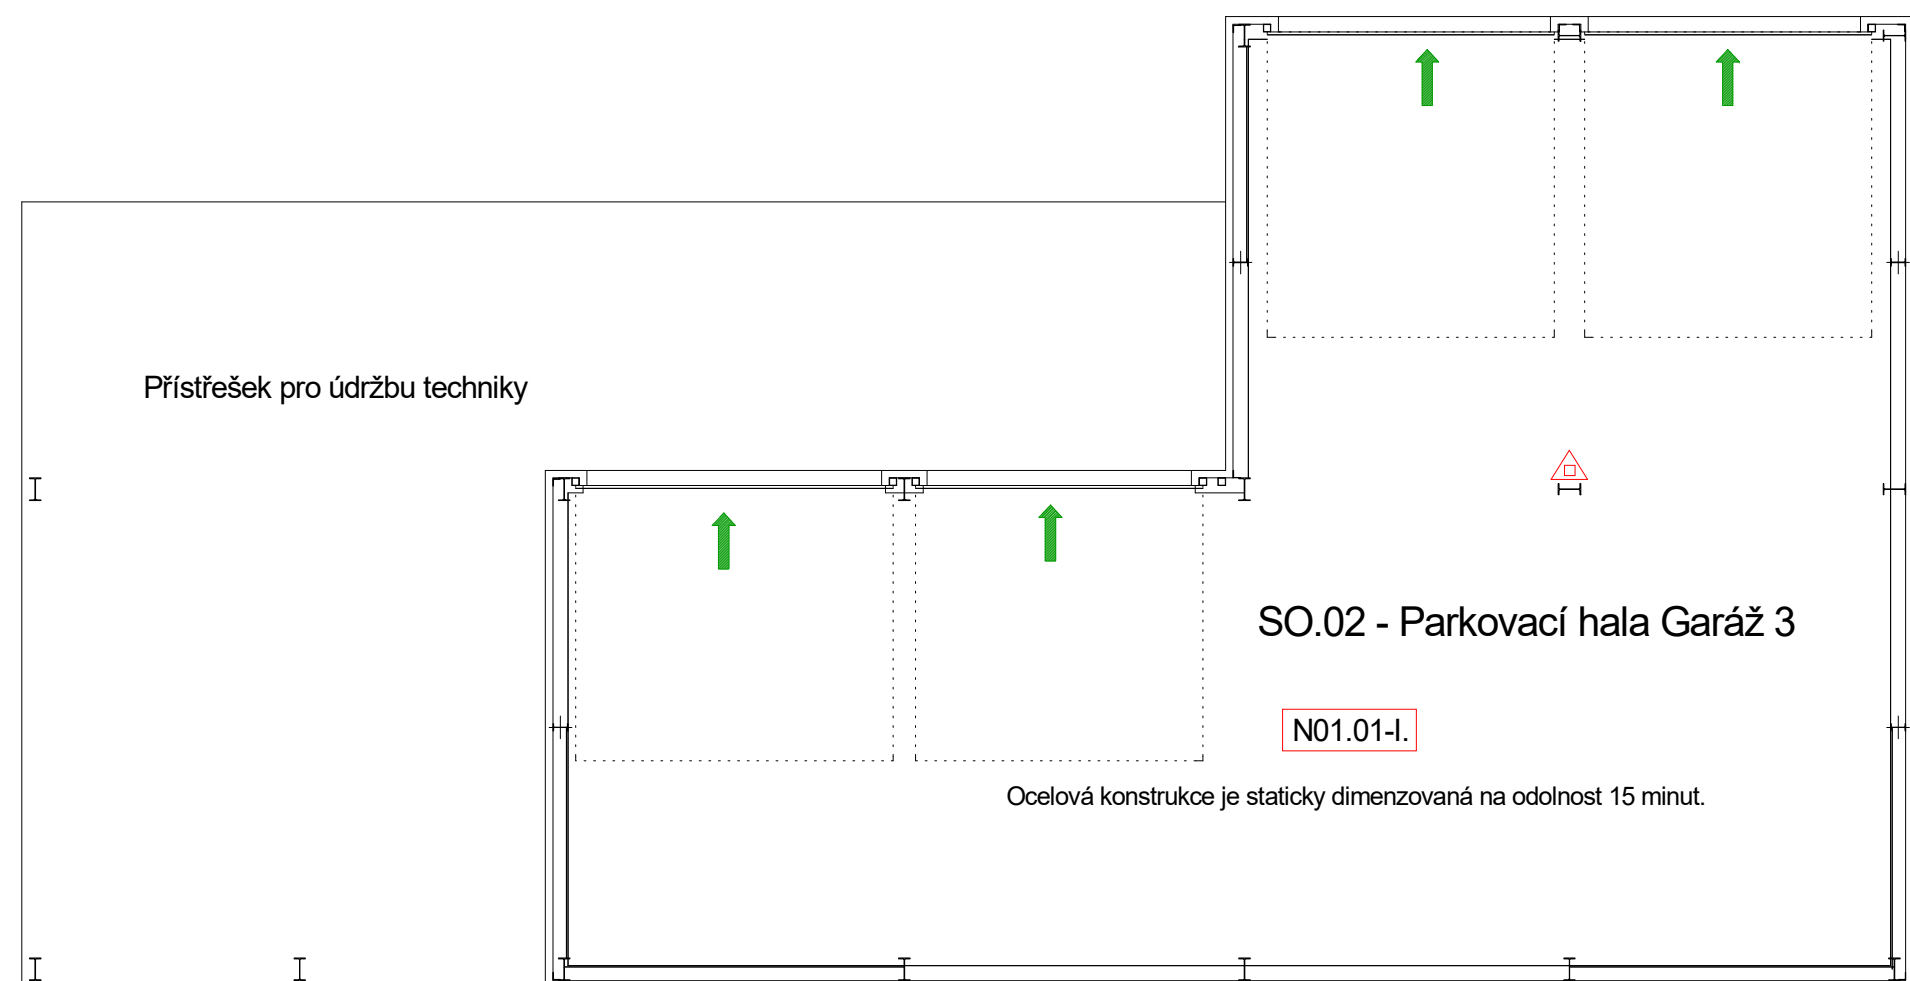 Přístřešek pro údržbu techniky
SO.02 - Parkovací hala Garáž 3
N01.01-I.
Ocelová konstrukce je staticky dimenzovaná na odolnost 15 minut.